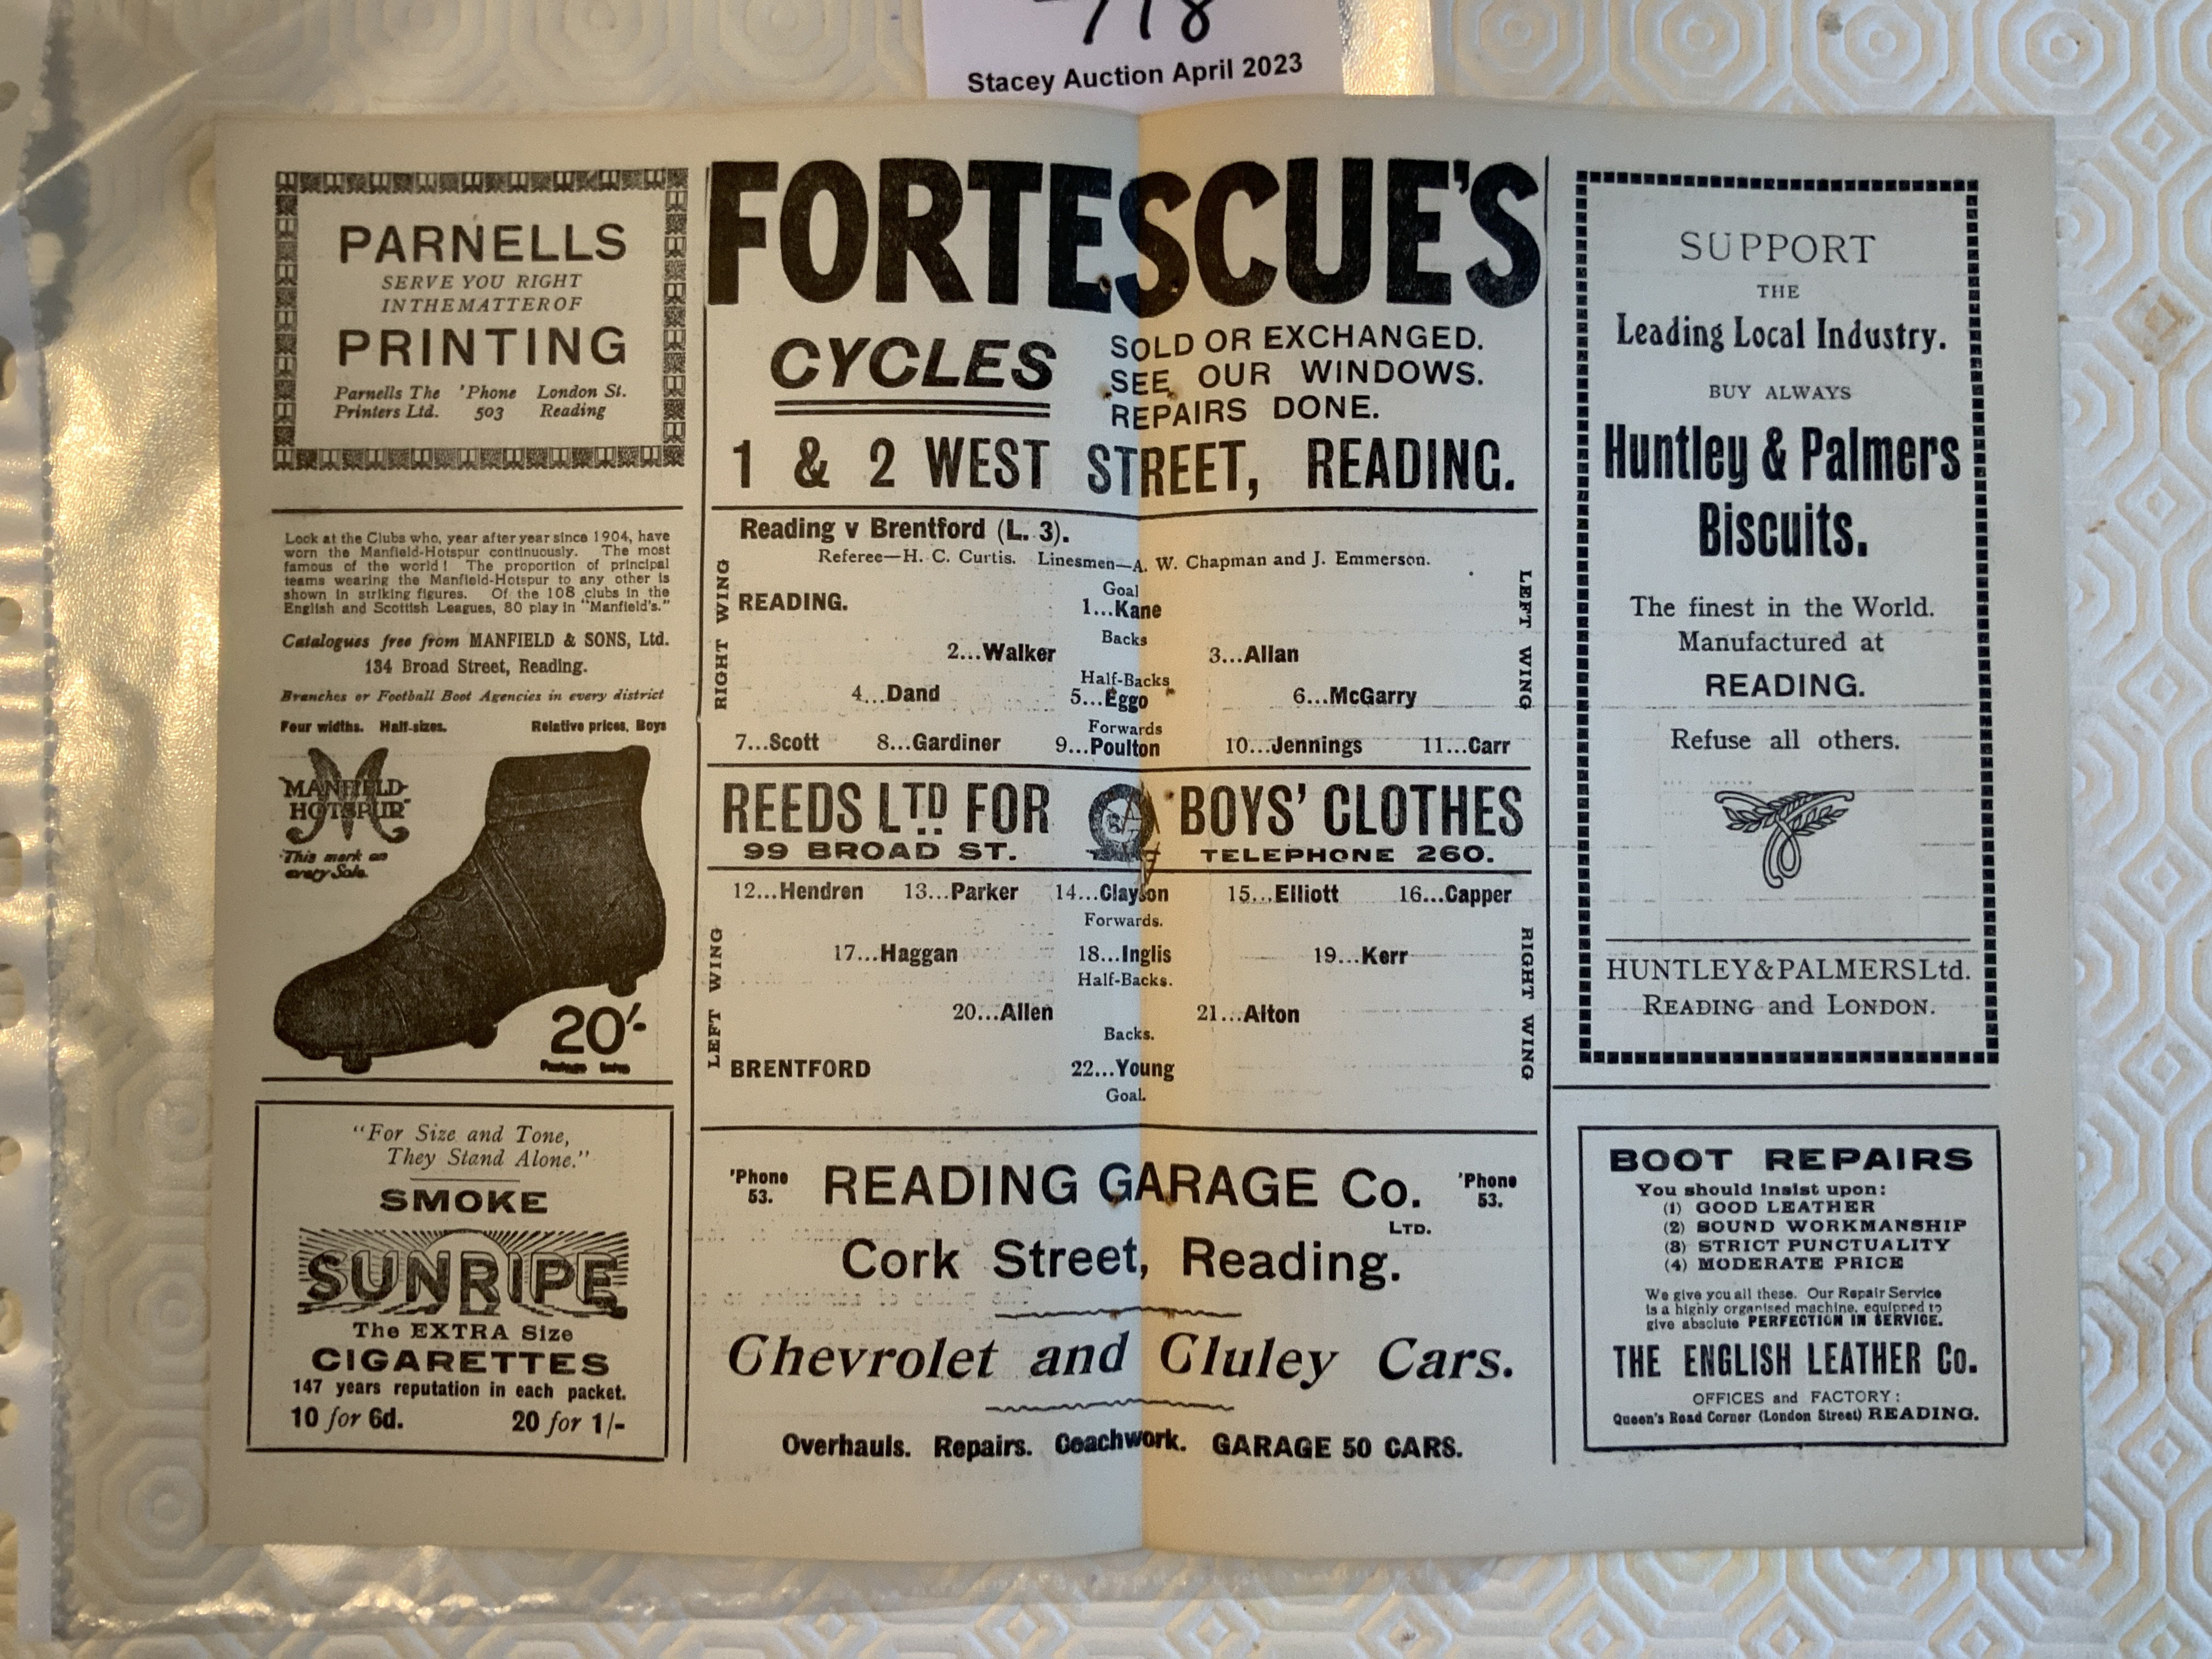 718
Stacey Auction April 2023
PARNELLS
SERVE YOU RIGHT
IN THE MATTER OF
PRINTING
Parnells The 'Phone London St.
Printers Ltd. 503 Reading
Look at the Clubs who, year after year since 1904, have
worn the Manfield-Hotspur continuously. The most
famous of the world! The proportion of principal
teams wearing the Manfield-Hotspur to any other is
shown in striking figures. Of the 108 clubs in the
English and Scottish Leagues, 80 play in "Manfield's."
Catalogues free from MANFIELD & SONS, Ltd.
134 Broad Street, Reading.
Branches or Football Boot Agencies in every district
Four widths. Half-sizes. Relative prices, Boys
MANFIELD-
HOTSPUR
This mark on
every Sole.
20/-
Postage Extra
"For Size and Tone,
They Stand Alone."
SMOKE
SUNRIPE
The EXTRA Size
CIGARETTES
147 years reputation in each packet.
10 for 6d. 20 for 1/-
FORTESCUE'S
CYCLES
SOLD OR EXCHANGED.
SEE OUR WINDOWS.
REPAIRS DONE.
1 & 2 WEST STREET, READING.
Reading v Brentford (L. 3).
Referee—H. C. Curtis. Linesmen—A. W. Chapman and J. Emmerson.
RIGHT WING
LEFT WING
Goal
READING. 1...Kane
Backs
2...Walker 3...Allan
Half-Backs
4...Dand 5...Eggo 6...McGarry
Forwards
7...Scott 8...Gardiner 9...Poulton 10...Jennings 11...Carr
REEDS LTD FOR BOYS' CLOTHES
99 BROAD ST. TELEPHONE 260.
12...Hendren 13...Parker 14...Clayson 15...Elliott 16...Capper
Forwards.
LEFT WING
RIGHT WING
17...Haggan 18...Inglis 19...Kerr
Half-Backs.
20...Allen 21...Alton
Backs.
BRENTFORD 22...Young
Goal.
'Phone 53. READING GARAGE Co. 'Phone 53.
LTD.
Cork Street, Reading.
Chevrolet and Cluley Cars.
Overhauls. Repairs. Coachwork. GARAGE 50 CARS.
SUPPORT
THE
Leading Local Industry.
BUY ALWAYS
Huntley & Palmers
Biscuits.
The finest in the World.
Manufactured at
READING.
Refuse all others.
HUNTLEY & PALMERS Ltd.
READING and LONDON.
BOOT REPAIRS
You should insist upon:
(1) GOOD LEATHER
(2) SOUND WORKMANSHIP
(3) STRICT PUNCTUALITY
(4) MODERATE PRICE
We give you all these. Our Repair Service
is a highly organised machine, equipped to
give absolute PERFECTION IN SERVICE.
THE ENGLISH LEATHER Co.
OFFICES and FACTORY:
Queen's Road Corner (London Street) READING.